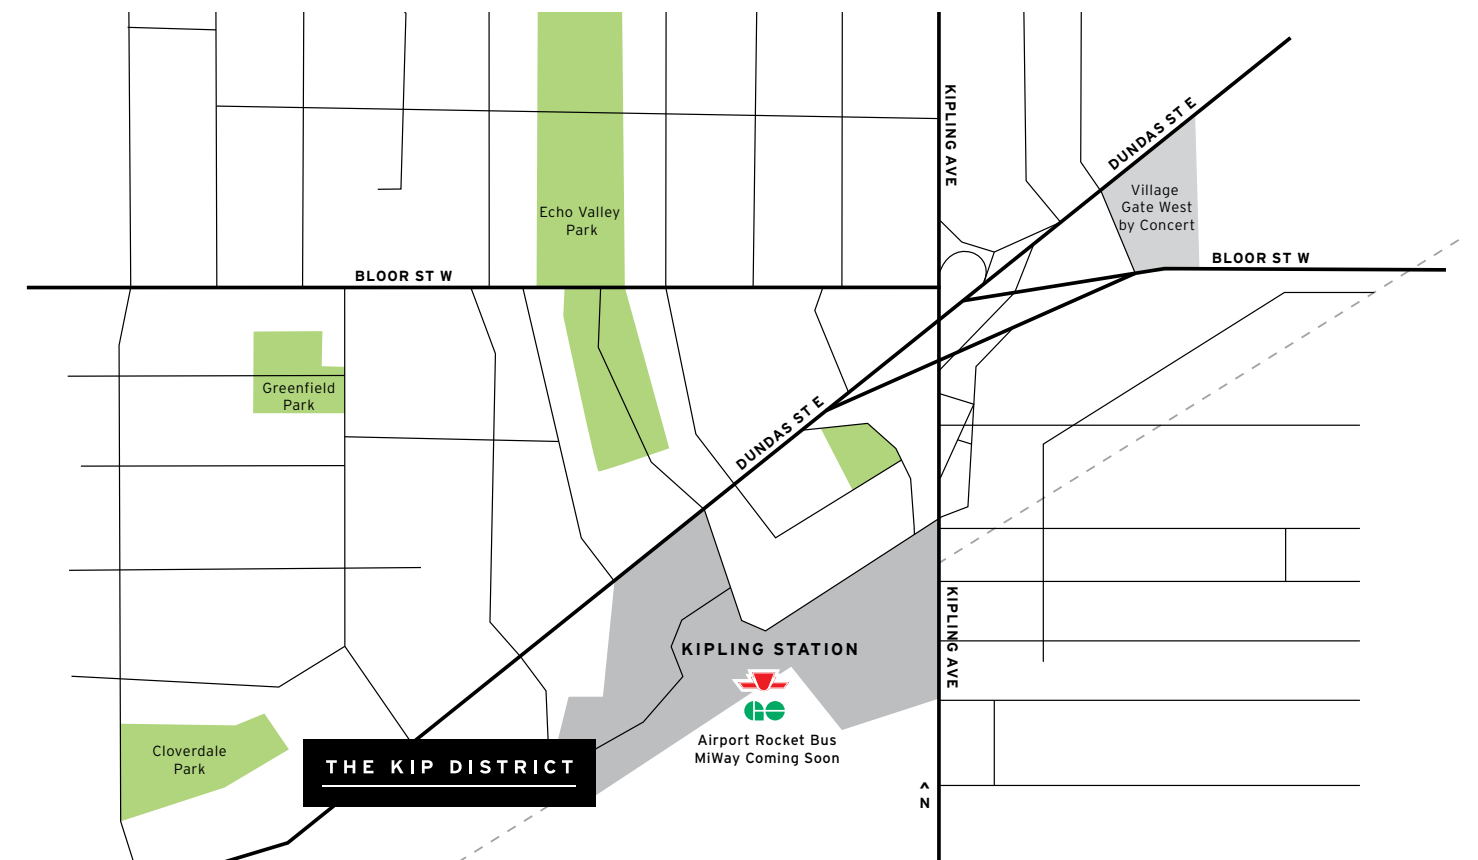 KIPLING AVE
DUNDAS ST E
Village
Gate West
by Concert
Echo Valley
Park
BLOOR ST W
BLOOR ST W
Greenfield
Park
DUNDAS ST E
KIPLING AVE
KIPLING STATION
Airport Rocket Bus
MiWay Coming Soon
Cloverdale
Park
THE KIP DISTRICT
^
N